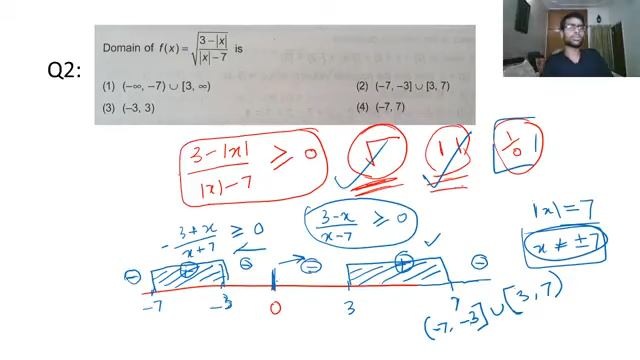 Q2:
Domain of f(x) = √((3 − |x|)/(|x| − 7)) is
(1) (−∞, −7) ∪ [3, ∞)
(2) (−7, −3] ∪ [3, 7)
(3) (−3, 3)
(4) (−7, 7)
(3 − |x|)/(|x| − 7) ≥ 0
√
1/0
|x| = 7
x ≠ ±7
(3 + x)/(−x + 7) ≥ 0
(3 − x)/(x − 7) ≥ 0
⊖ ⊕ ⊖ ⊖ ⊕ ⊖
−7 −3 0 3 7
(−7, −3] ∪ [3, 7)